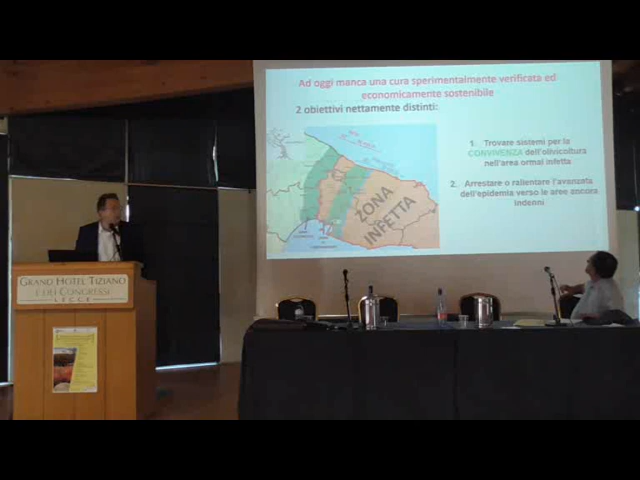 Ad oggi manca una cura sperimentalmente verificata ed
economicamente sostenibile
2 obiettivi nettamente distinti:
1. Trovare sistemi per la
CONVIVENZA dell'olivicoltura
nell'area ormai infetta
2. Arrestare o rallentare l'avanzata
dell'epidemia verso le aree ancora
indenni
ZONA
INFETTA
GRAND HOTEL TIZIANO
E DEI CONGRESSI
LECCE